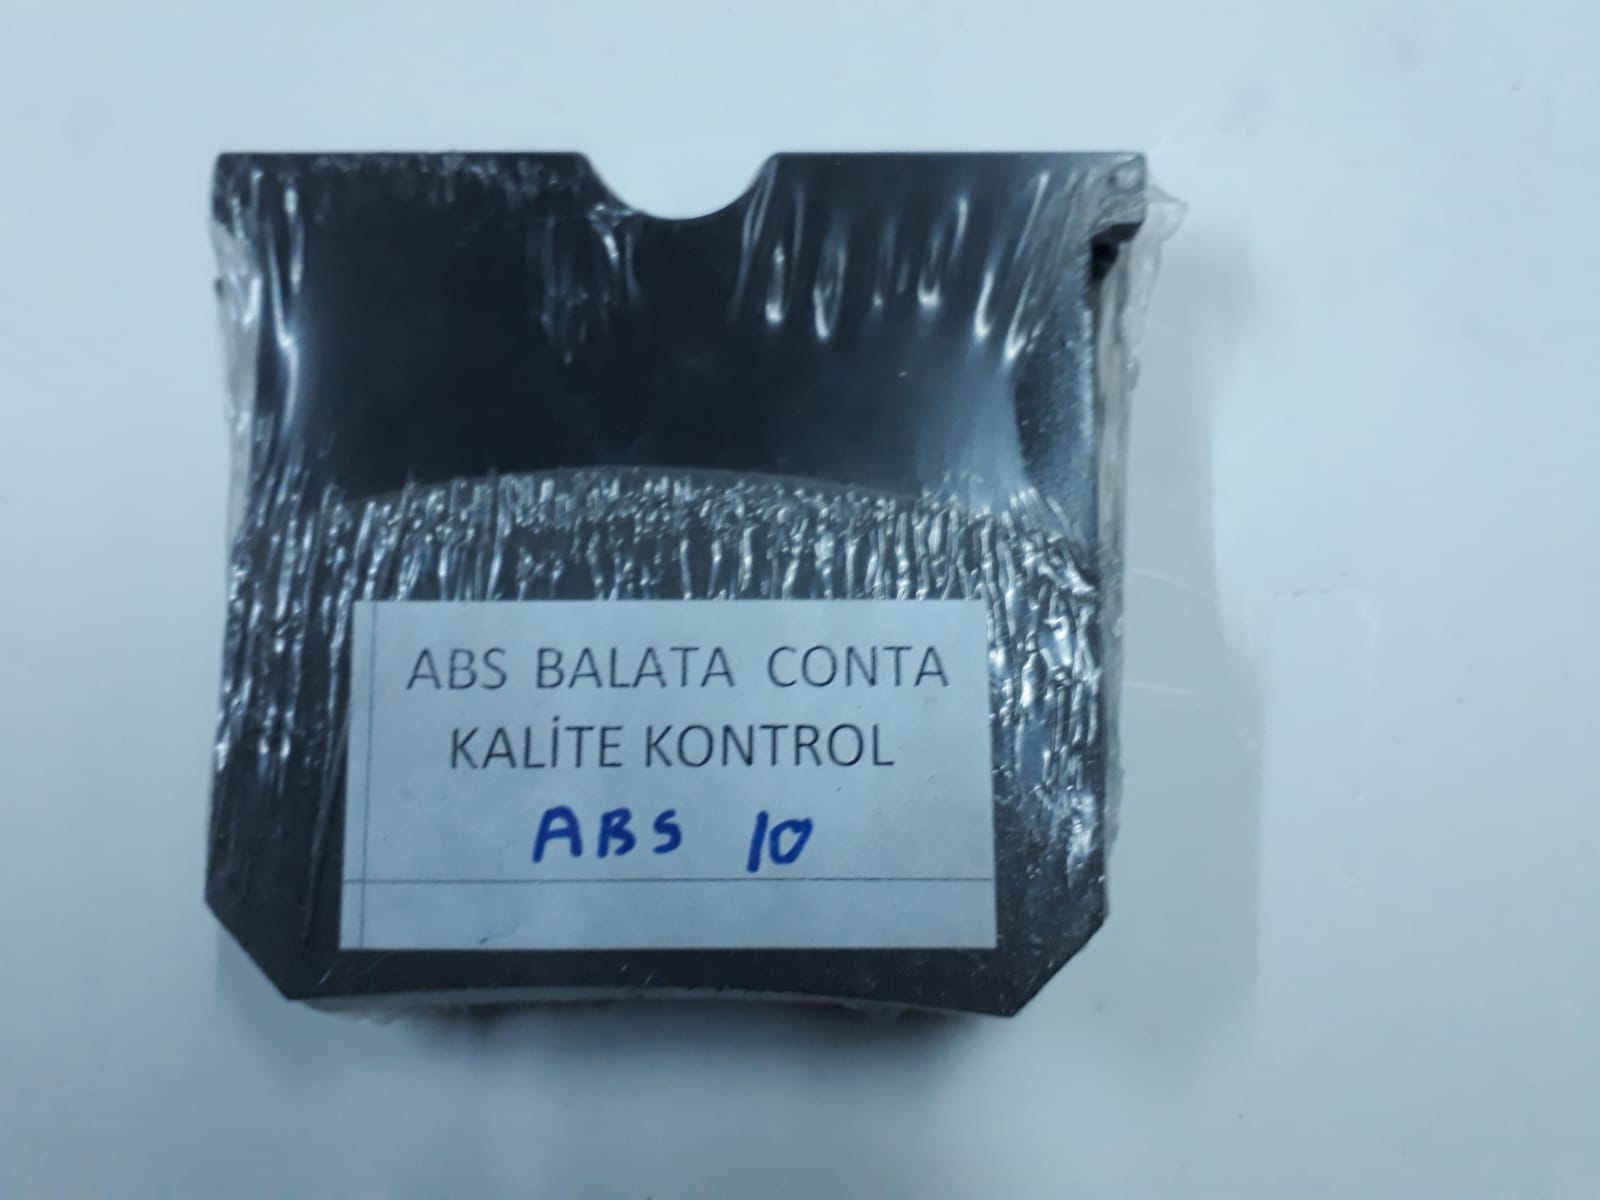 ABS BALATA CONTA
KALİTE KONTROL
ABS 10